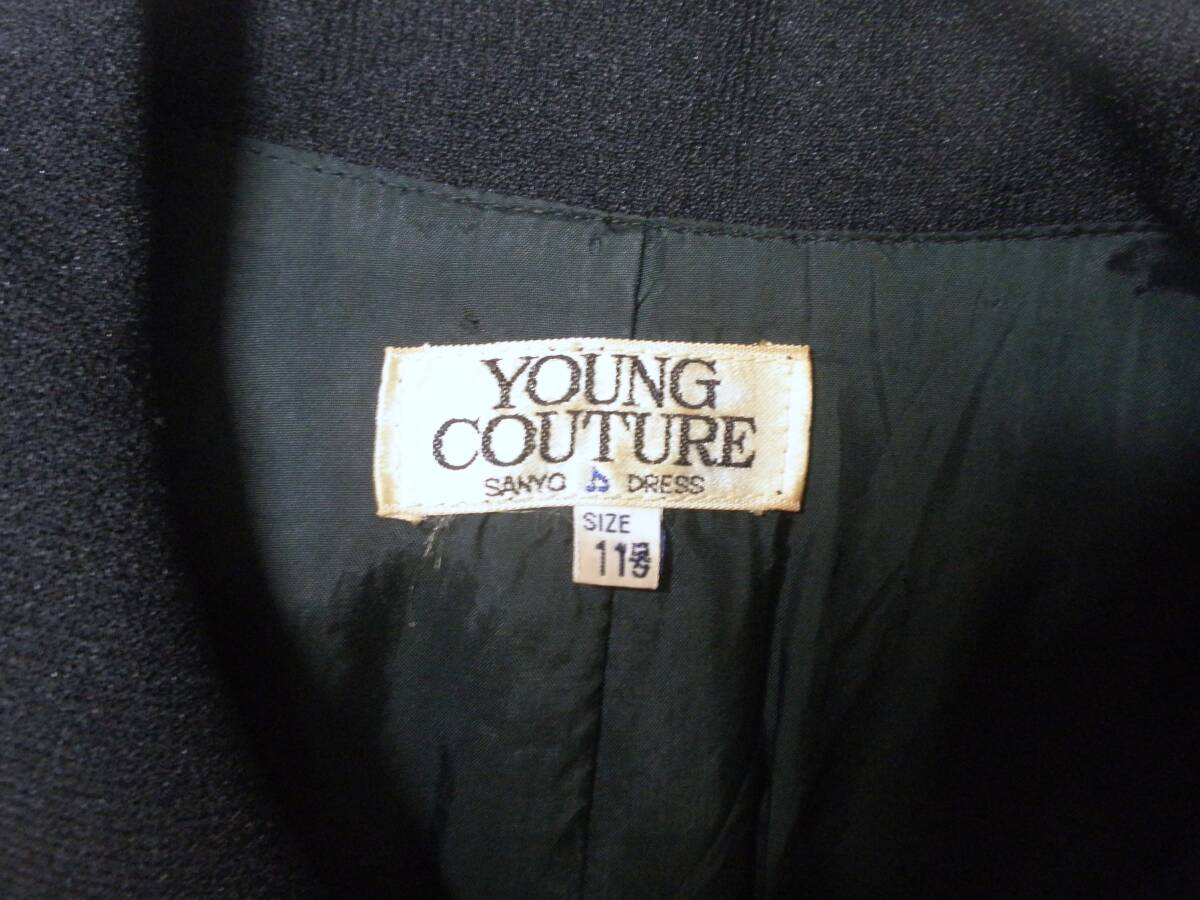 YOUNG
COUTURE
SANYO DRESS
SIZE
11号